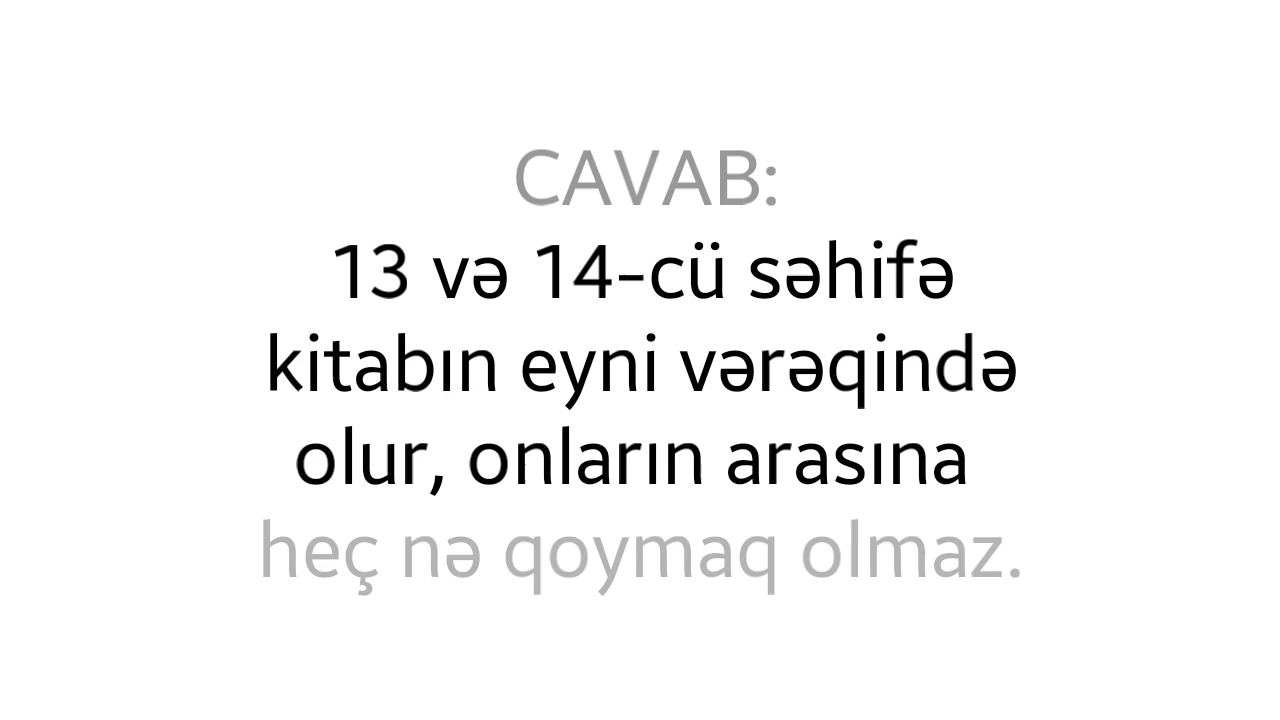 CAVAB:
13 və 14-cü səhifə
kitabın eyni vərəqində
olur, onların arasına
heç nə qoymaq olmaz.